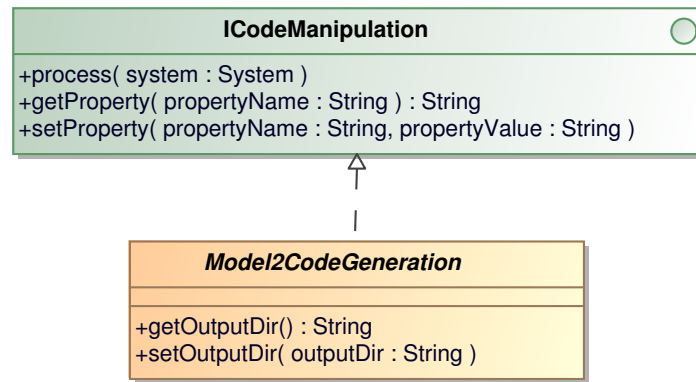 ICodeManipulation
+process( system : System )
+getProperty( propertyName : String ) : String
+setProperty( propertyName : String, propertyValue : String )
Model2CodeGeneration
+getOutputDir() : String
+setOutputDir( outputDir : String )